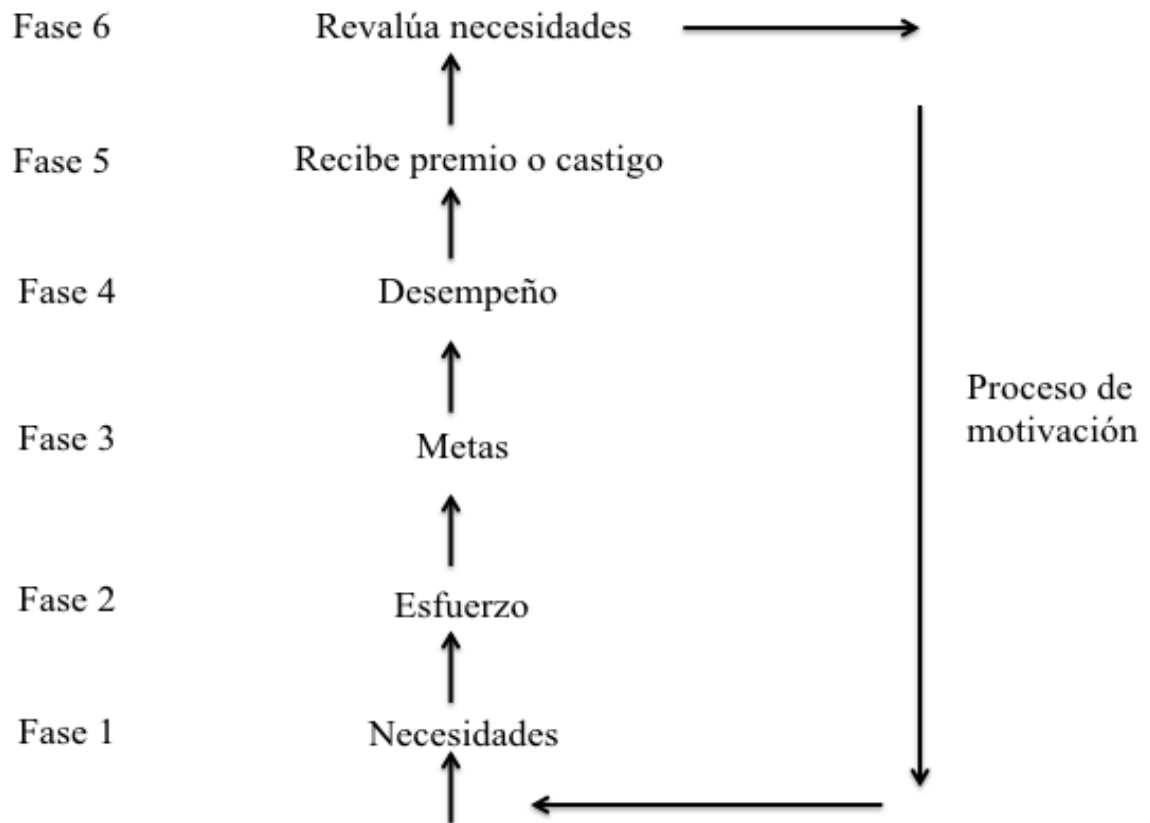 Fase 6 Revalúa necesidades
Fase 5 Recibe premio o castigo
Fase 4 Desempeño
Proceso de
motivación
Fase 3 Metas
Fase 2 Esfuerzo
Fase 1 Necesidades